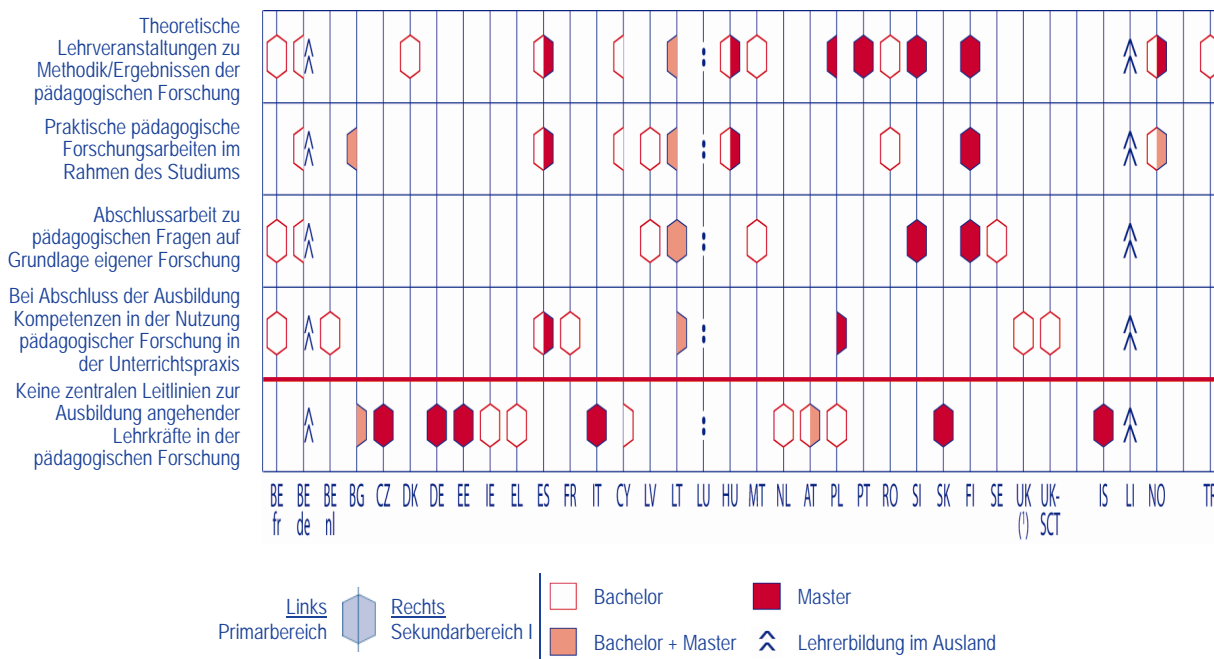 Theoretische
Lehrveranstaltungen zu
Methodik/Ergebnissen der
pädagogischen Forschung
Praktische pädagogische
Forschungsarbeiten im
Rahmen des Studiums
Abschlussarbeit zu
pädagogischen Fragen auf
Grundlage eigener Forschung
Bei Abschluss der Ausbildung
Kompetenzen in der Nutzung
pädagogischer Forschung in
der Unterrichtspraxis
Keine zentralen Leitlinien zur
Ausbildung angehender
Lehrkräfte in der
pädagogischen Forschung
BE BE BE BG CZ DK DE EE IE EL ES FR IT CY LV LT LU HU MT NL AT PL PT RO SI SK FI SE UK UK- IS LI NO TR
fr de nl (¹) SCT
Links Rechts
Primarbereich Sekundarbereich I
Bachelor Master
Bachelor + Master Lehrerbildung im Ausland